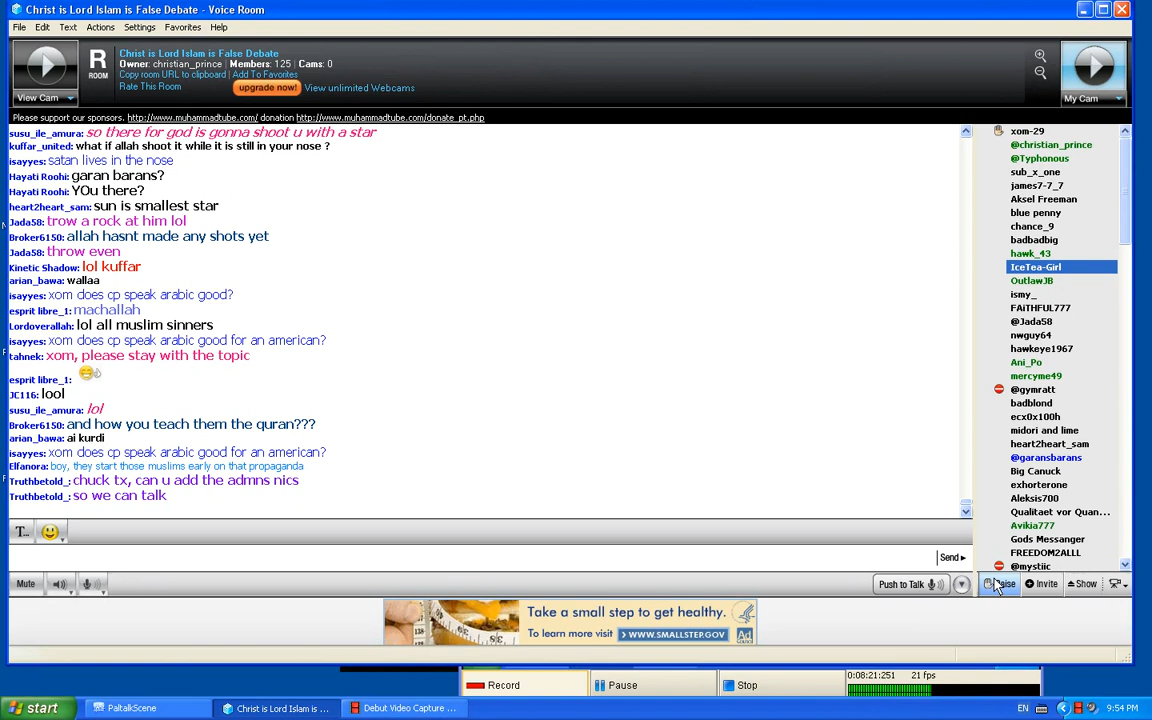 Christ is Lord Islam is False Debate - Voice Room
File Edit Text Actions Settings Favorites Help
View Cam
R
ROOM
Christ is Lord Islam is False Debate
Owner: christian_prince | Members: 125 | Cams: 0
Copy room URL to clipboard | Add To Favorites
Rate This Room
upgrade now! View unlimited Webcams
My Cam
Please support our sponsors. http://www.muhammadtube.com/ donation http://www.muhammadtube.com/donate_pt.php
susu_ile_amura: so there for god is gonna shoot u with a star
kuffar_united: what if allah shoot it while it is still in your nose ?
isayyes: satan lives in the nose
Hayati Roohi: garan barans?
Hayati Roohi: YOu there?
heart2heart_sam: sun is smallest star
Jada58: trow a rock at him lol
Broker6150: allah hasnt made any shots yet
Jada58: throw even
Kinetic Shadow: lol kuffar
arian_bawa: wallaa
isayyes: xom does cp speak arabic good?
esprit libre_1: machallah
Lordoverallah: lol all muslim sinners
isayyes: xom does cp speak arabic good for an american?
tahnek: xom, please stay with the topic
esprit libre_1:
JC116: lool
susu_ile_amura: lol
Broker6150: and how you teach them the quran???
arian_bawa: ai kurdi
isayyes: xom does cp speak arabic good for an american?
Elfanora: boy, they start those muslims early on that propaganda
Truthbetold_: chuck tx, can u add the admns nics
Truthbetold_: so we can talk
xom-29
@christian_prince
@Typhonous
sub_x_one
james7-7_7
Aksel Freeman
blue penny
chance_9
badbadbig
hawk_43
IceTea-Girl
OutlawJB
ismy_
FAiTHFUL777
@Jada58
nwguy64
hawkeye1967
Ani_Po
mercyme49
@gymratt
badblond
ecx0x100h
midori and lime
heart2heart_sam
@garansbarans
Big Canuck
exhorterone
Aleksis700
Qualitaet vor Quan...
Avikia777
Gods Messanger
FREEDOM2ALLL
@mystiic
T...
Send
Mute
Push to Talk
Invite
Show
Take a small step to get healthy.
To learn more visit > WWW.SMALLSTEP.GOV
Ad
Record Pause Stop
0:08:21:251 21 fps
start PaltalkScene Christ is Lord Islam is ... Debut Video Capture ... EN 9:54 PM